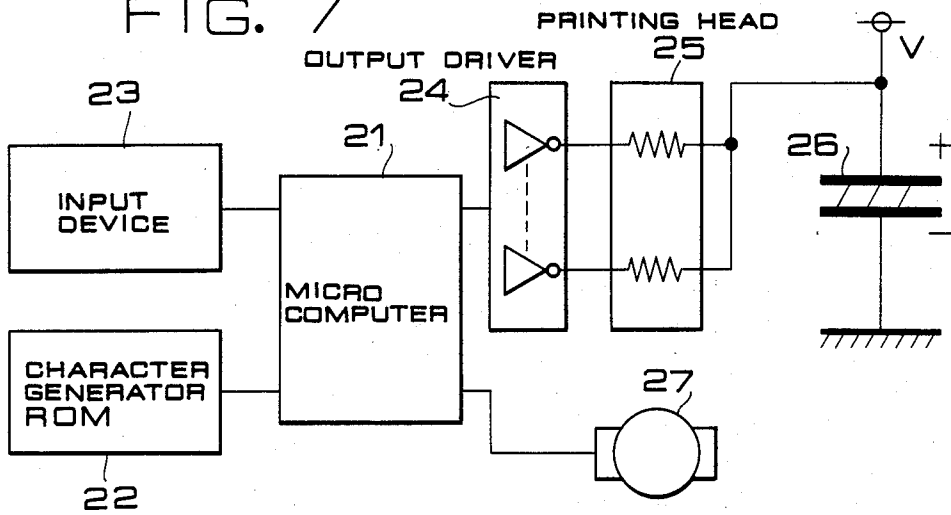 FIG. 7
PRINTING HEAD
25
OUTPUT DRIVER
24
V
23
21
26
+
INPUT
DEVICE
−
MICRO
COMPUTER
CHARACTER
GENERATOR
ROM
27
22